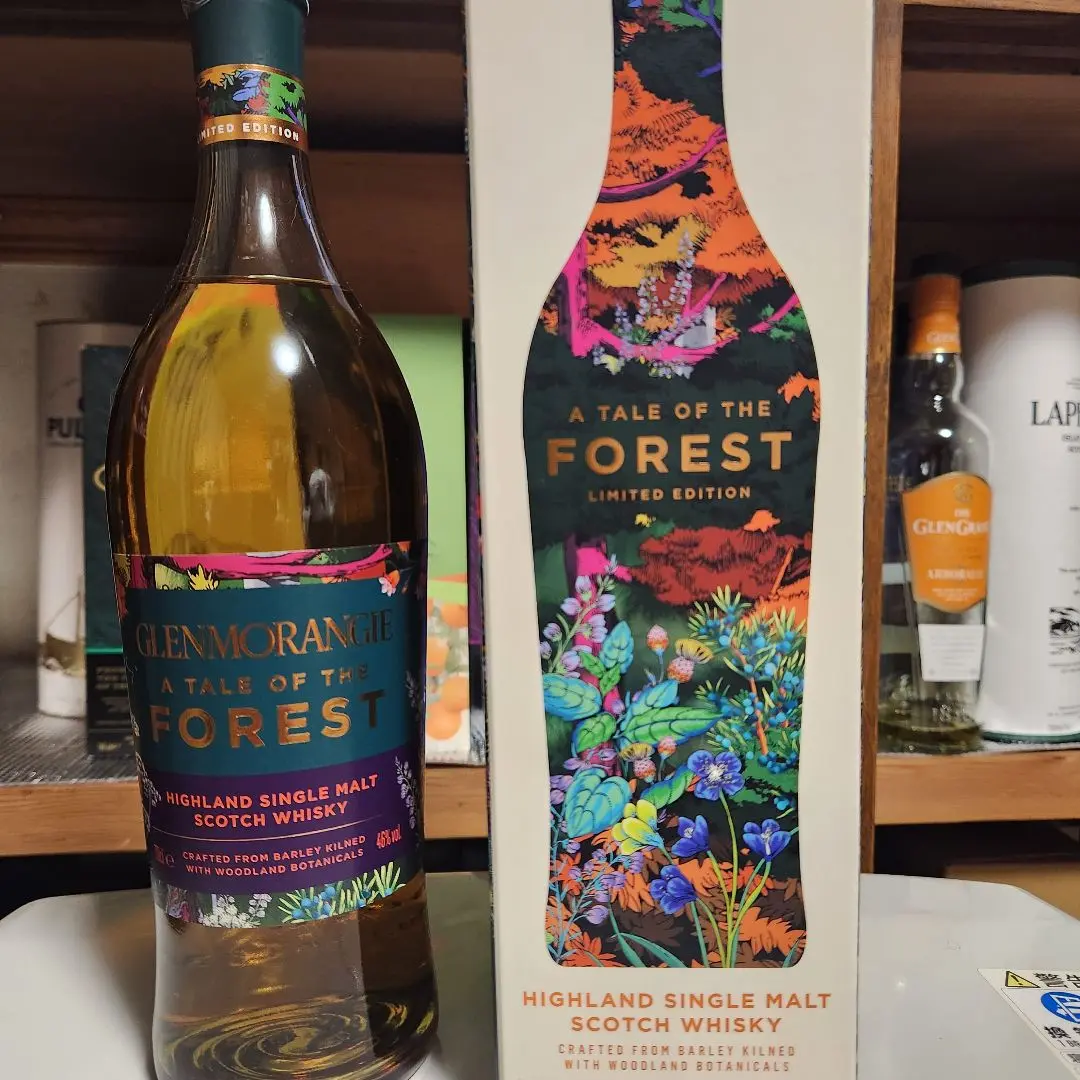 LIMITED EDITION
GLENMORANGIE
A TALE OF THE
FOREST
HIGHLAND SINGLE MALT
SCOTCH WHISKY
CRAFTED FROM BARLEY KILNED
WITH WOODLAND BOTANICALS
46% vol
A TALE OF THE
FOREST
LIMITED EDITION
HIGHLAND SINGLE MALT
SCOTCH WHISKY
CRAFTED FROM BARLEY KILNED
WITH WOODLAND BOTANICALS
PUL
THE
GLENGRANT
LAP